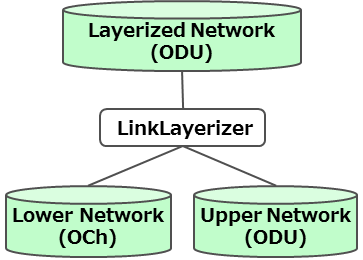 Layerized Network
(ODU)
LinkLayerizer
Lower Network
(OCh)
Upper Network
(ODU)